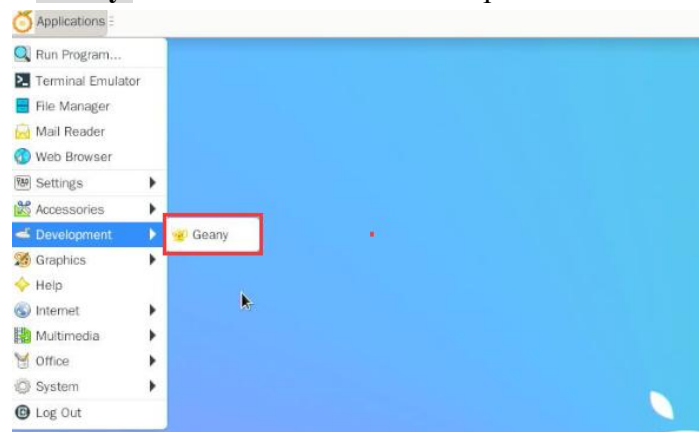 Applications
Run Program...
Terminal Emulator
File Manager
Mail Reader
Web Browser
Settings
Accessories
Development
Geany
Graphics
Help
Internet
Multimedia
Office
System
Log Out